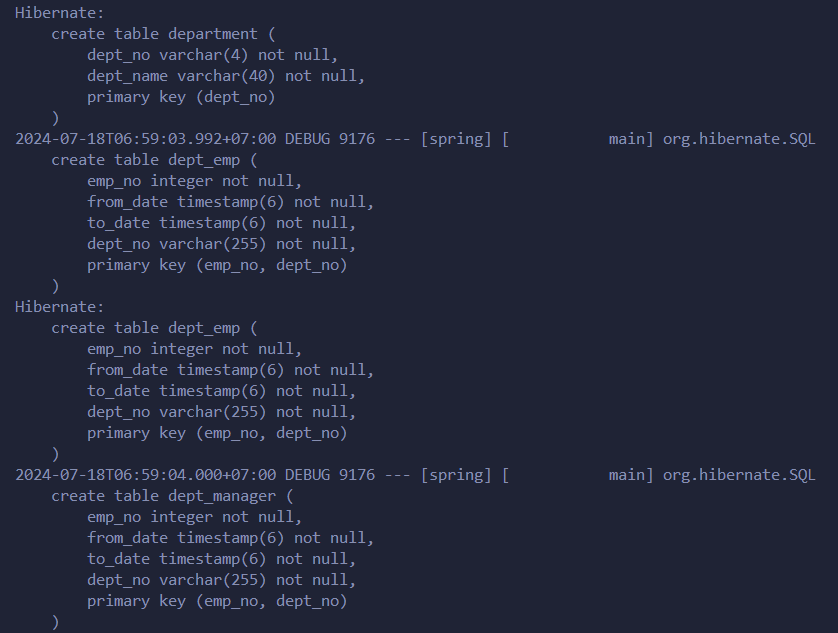 Hibernate:
    create table department (
        dept_no varchar(4) not null,
        dept_name varchar(40) not null,
        primary key (dept_no)
    )
2024-07-18T06:59:03.992+07:00 DEBUG 9176 --- [spring] [           main] org.hibernate.SQL
    create table dept_emp (
        emp_no integer not null,
        from_date timestamp(6) not null,
        to_date timestamp(6) not null,
        dept_no varchar(255) not null,
        primary key (emp_no, dept_no)
    )
Hibernate:
    create table dept_emp (
        emp_no integer not null,
        from_date timestamp(6) not null,
        to_date timestamp(6) not null,
        dept_no varchar(255) not null,
        primary key (emp_no, dept_no)
    )
2024-07-18T06:59:04.000+07:00 DEBUG 9176 --- [spring] [           main] org.hibernate.SQL
    create table dept_manager (
        emp_no integer not null,
        from_date timestamp(6) not null,
        to_date timestamp(6) not null,
        dept_no varchar(255) not null,
        primary key (emp_no, dept_no)
    )